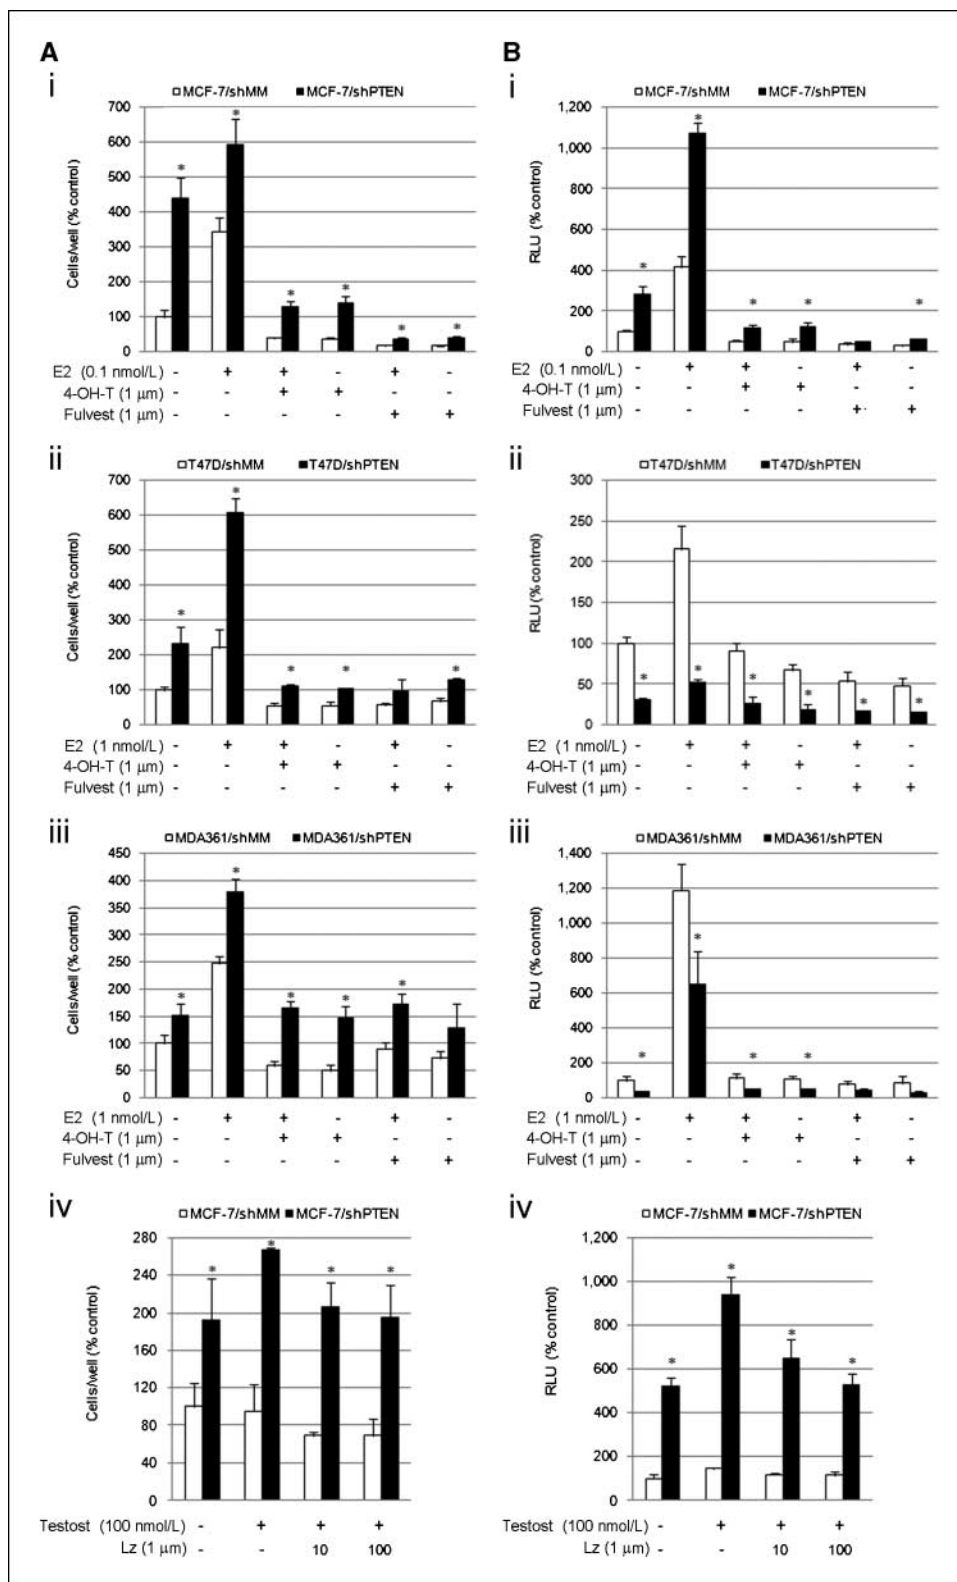 A
i
MCF-7/shMM MCF-7/shPTEN
Cells/well (% control)
700
600
500
400
300
200
100
0
* * * * * *
E2 (0.1 nmol/L) - + + - + -
4-OH-T (1 μm) - - + + - -
Fulvest (1 μm) - - - - + +
ii
T47D/shMM T47D/shPTEN
Cells/well (% control)
700
600
500
400
300
200
100
0
* * * * *
E2 (1 nmol/L) - + + - + -
4-OH-T (1 μm) - - + + - -
Fulvest (1 μm) - - - - + +
iii
MDA361/shMM MDA361/shPTEN
Cells/well (% control)
450
400
350
300
250
200
150
100
50
0
* * * * *
E2 (1 nmol/L) - + + - + -
4-OH-T (1 μm) - - + + - -
Fulvest (1 μm) - - - - + +
iv
MCF-7/shMM MCF-7/shPTEN
Cells/well (% control)
280
240
200
160
120
80
40
0
* * * *
Testost (100 nmol/L) - + + +
Lz (1 μm) - - 10 100
B
i
MCF-7/shMM MCF-7/shPTEN
RLU (% control)
1,200
1,000
800
600
400
200
0
* * * * *
E2 (0.1 nmol/L) - + + - + -
4-OH-T (1 μm) - - + + - -
Fulvest (1 μm) - - - - + +
ii
T47D/shMM T47D/shPTEN
RLU (% control)
300
250
200
150
100
50
0
* * * * * *
E2 (1 nmol/L) - + + - + -
4-OH-T (1 μm) - - + + - -
Fulvest (1 μm) - - - - + +
iii
MDA361/shMM MDA361/shPTEN
RLU (% control)
1,400
1,200
1,000
800
600
400
200
0
* * * *
E2 (1 nmol/L) - + + - + -
4-OH-T (1 μm) - - + + - -
Fulvest (1 μm) - - - - + +
iv
MCF-7/shMM MCF-7/shPTEN
RLU (% control)
1,200
1,000
800
600
400
200
0
* * * *
Testost (100 nmol/L) - + + +
Lz (1 μm) - - 10 100